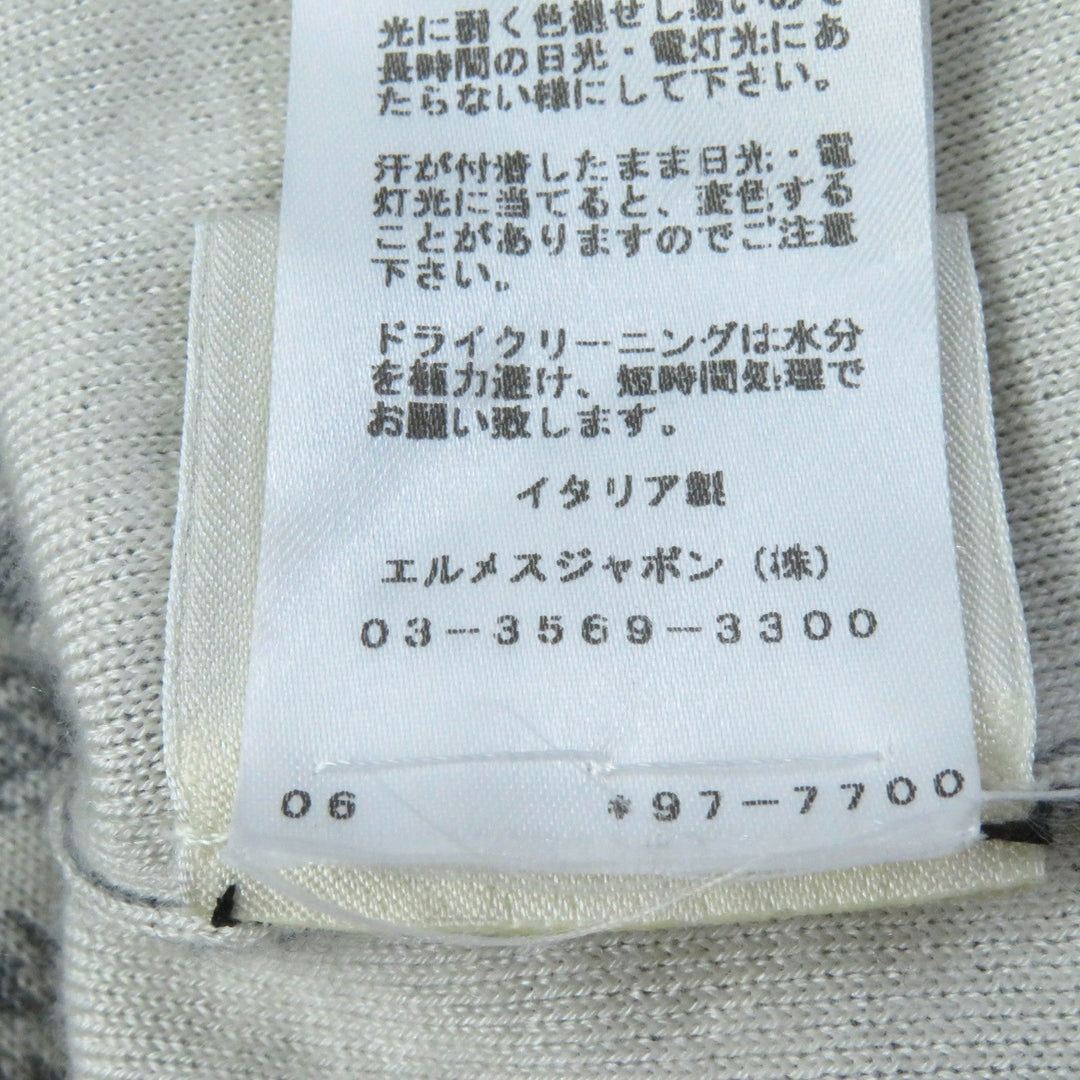 光に弱く色褪せし易いので
長時間の日光・電灯光にあ
たらない様にして下さい。
汗が付着したまま日光・電
灯光に当てると、変色する
ことがありますのでご注意
下さい。
ドライクリーニングは水分
を極力避け、短時間処理で
お願い致します。
イタリア製
エルメスジャポン（株）
03-3569-3300
06 *97-7700